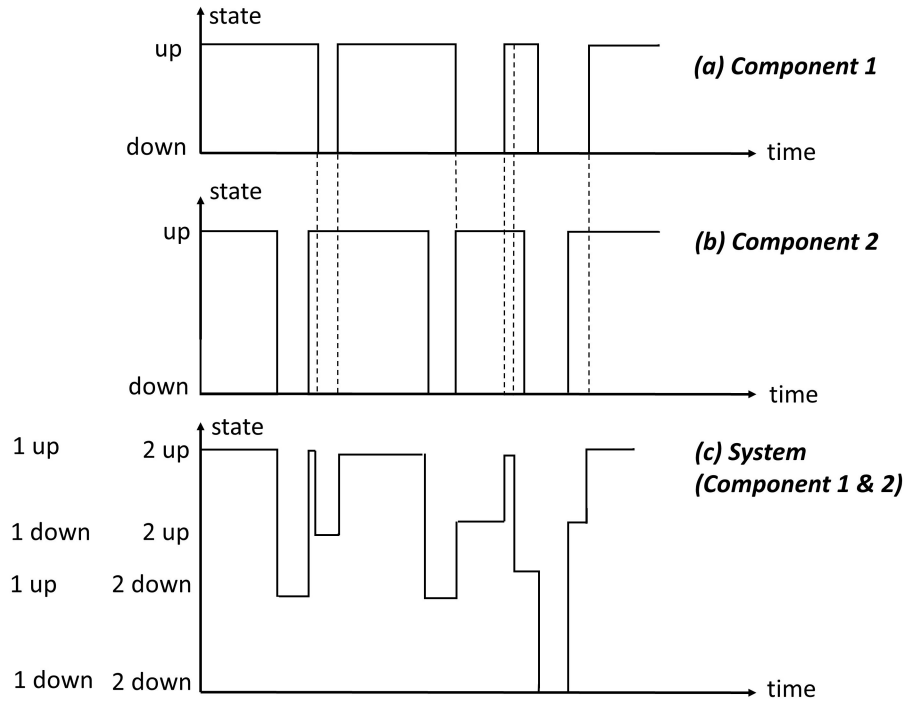 state
up
(a) Component 1
down
time
state
up
(b) Component 2
down
time
state
1 up 2 up
(c) System
(Component 1 & 2)
1 down 2 up
1 up 2 down
1 down 2 down
time